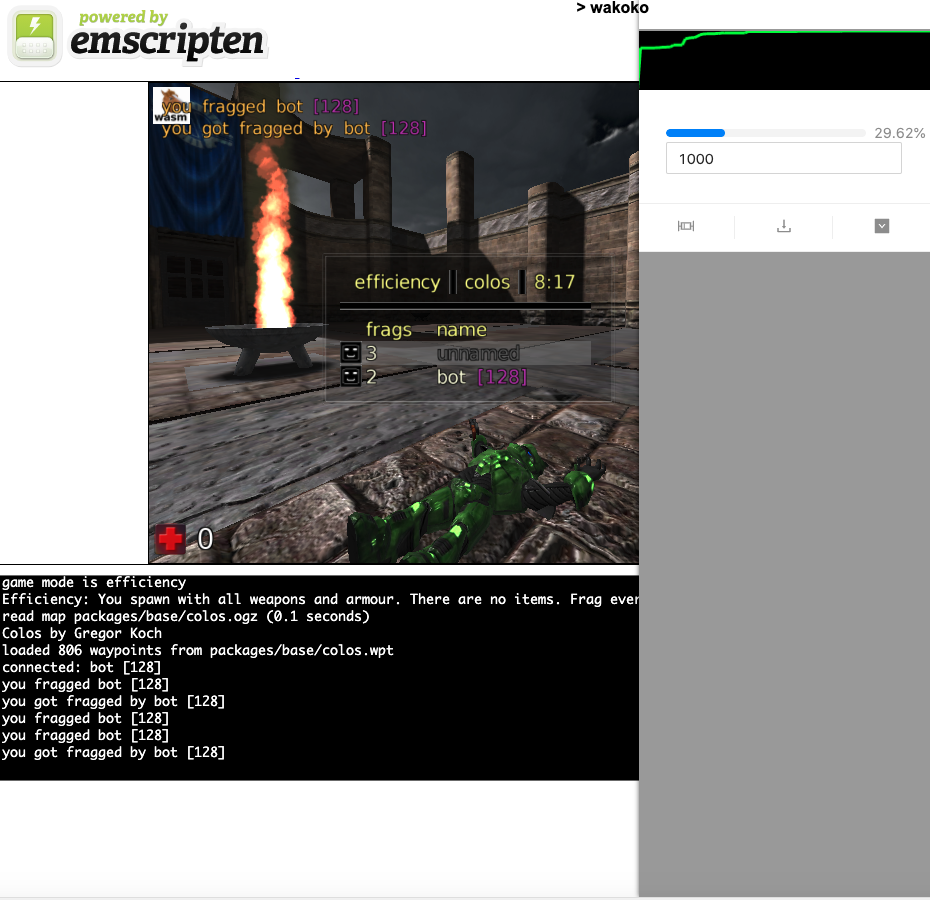 > wakoko
powered by
emscripten
29.62%
1000
wasm
you fragged bot [128]
you got fragged by bot [128]
efficiency colos 8:17
frags name
3 unnamed
2 bot [128]
0
game mode is efficiency
Efficiency: You spawn with all weapons and armour. There are no items. Frag ever
read map packages/base/colos.ogz (0.1 seconds)
Colos by Gregor Koch
loaded 806 waypoints from packages/base/colos.wpt
connected: bot [128]
you fragged bot [128]
you got fragged by bot [128]
you fragged bot [128]
you fragged bot [128]
you got fragged by bot [128]